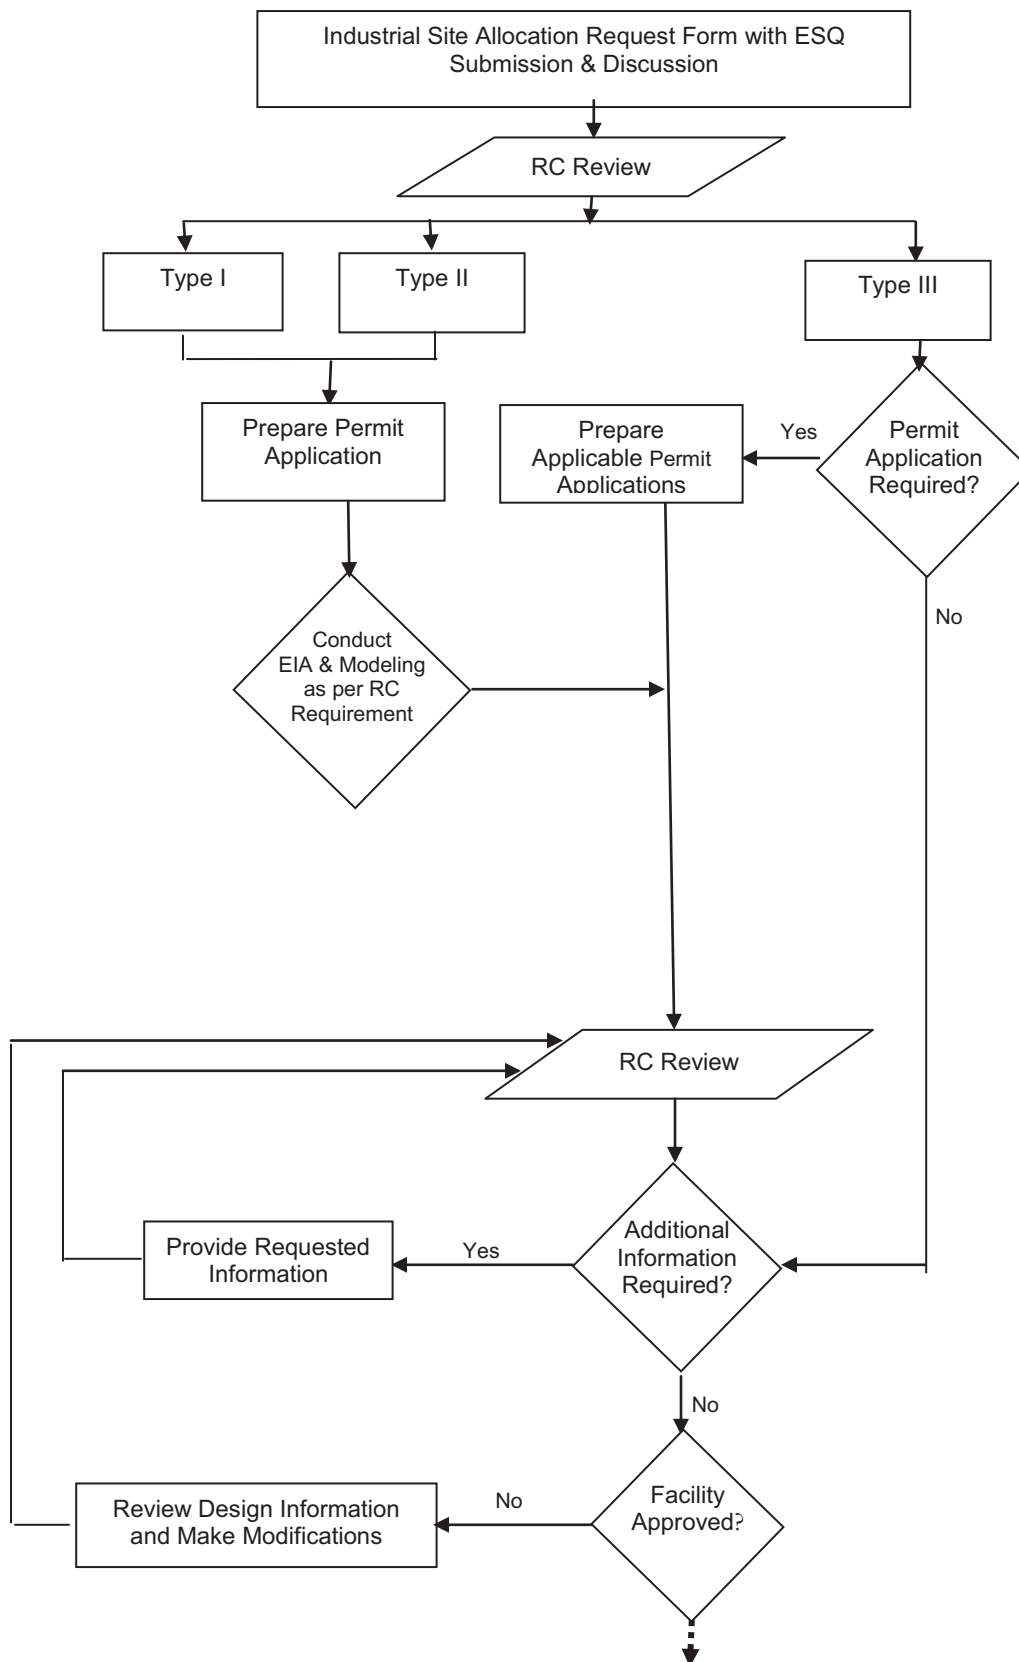 Industrial Site Allocation Request Form with ESQ
Submission & Discussion
RC Review
Type I
Type II
Type III
Prepare Permit
Application
Prepare
Applicable Permit
Applications
Yes
Permit
Application
Required?
No
Conduct
EIA & Modeling
as per RC
Requirement
RC Review
Additional
Information
Required?
Yes
Provide Requested
Information
No
Facility
Approved?
No
Review Design Information
and Make Modifications